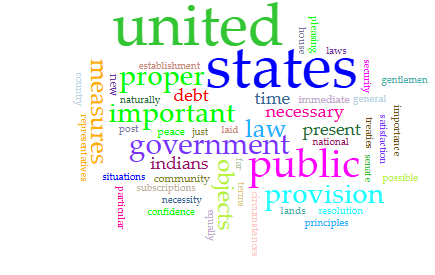 united
pleasing
house
laws
establishment
states
security
gentlemen
country
measures
new
proper
naturally
debt
time
immediate
general
important
necessary
importance
representatives
post
peace
just
laid
law
present
treaties
satisfaction
national
government
public
senate
indians
far
situations
community
objects
terms
possible
particular
subscriptions
necessity
provision
confidence
equally
circumstances
lands
resolution
principles